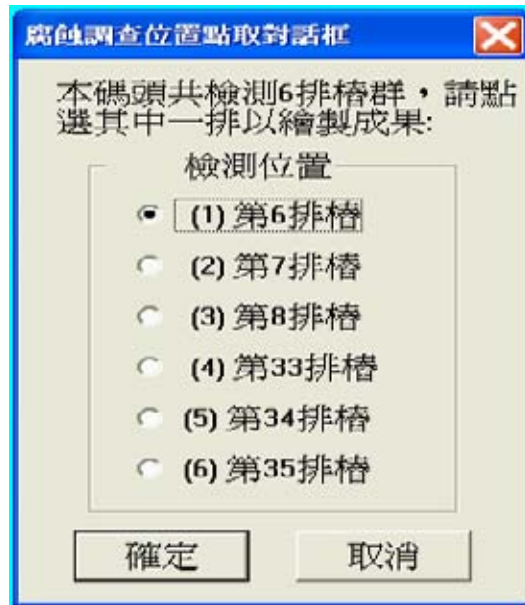 腐蝕調查位置點取對話框
本碼頭共檢測6排樁群，請點
選其中一排以繪製成果:
檢測位置
(1) 第6排樁
(2) 第7排樁
(3) 第8排樁
(4) 第33排樁
(5) 第34排樁
(6) 第35排樁
確定
取消